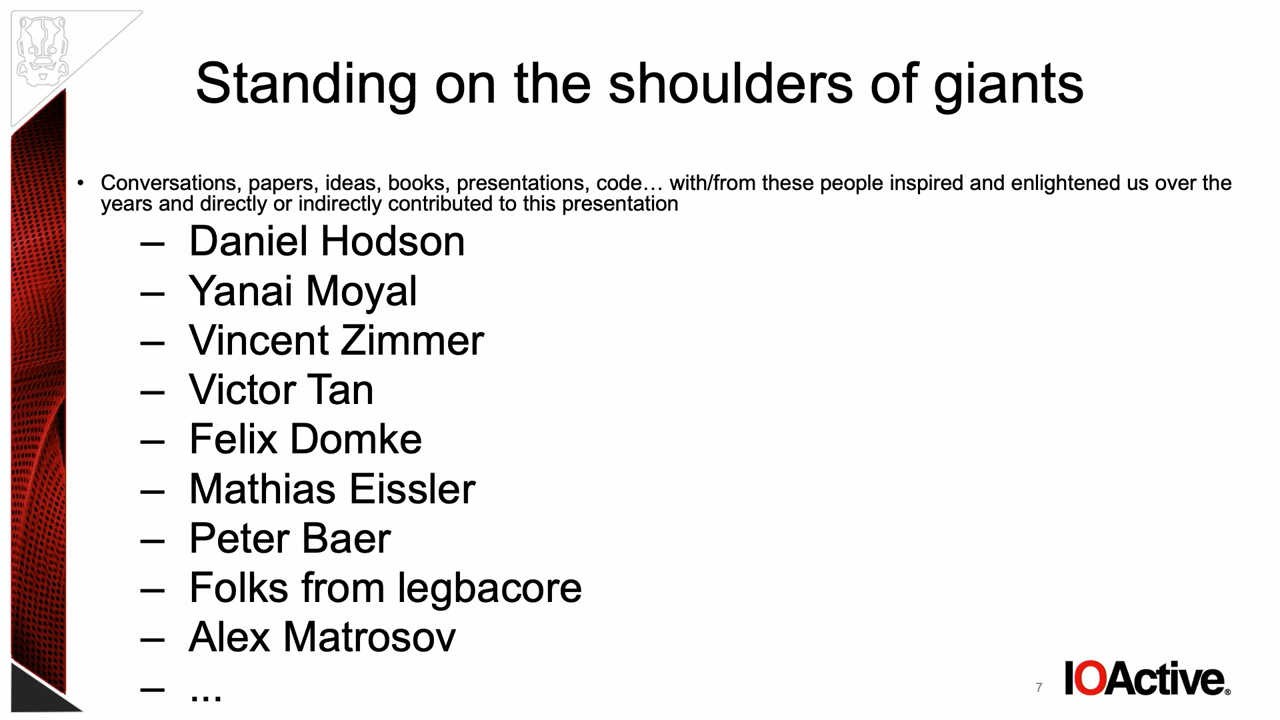 Standing on the shoulders of giants
• Conversations, papers, ideas, books, presentations, code… with/from these people inspired and enlightened us over the
years and directly or indirectly contributed to this presentation
– Daniel Hodson
– Yanai Moyal
– Vincent Zimmer
– Victor Tan
– Felix Domke
– Mathias Eissler
– Peter Baer
– Folks from legbacore
– Alex Matrosov
– ...
7
IOActive®